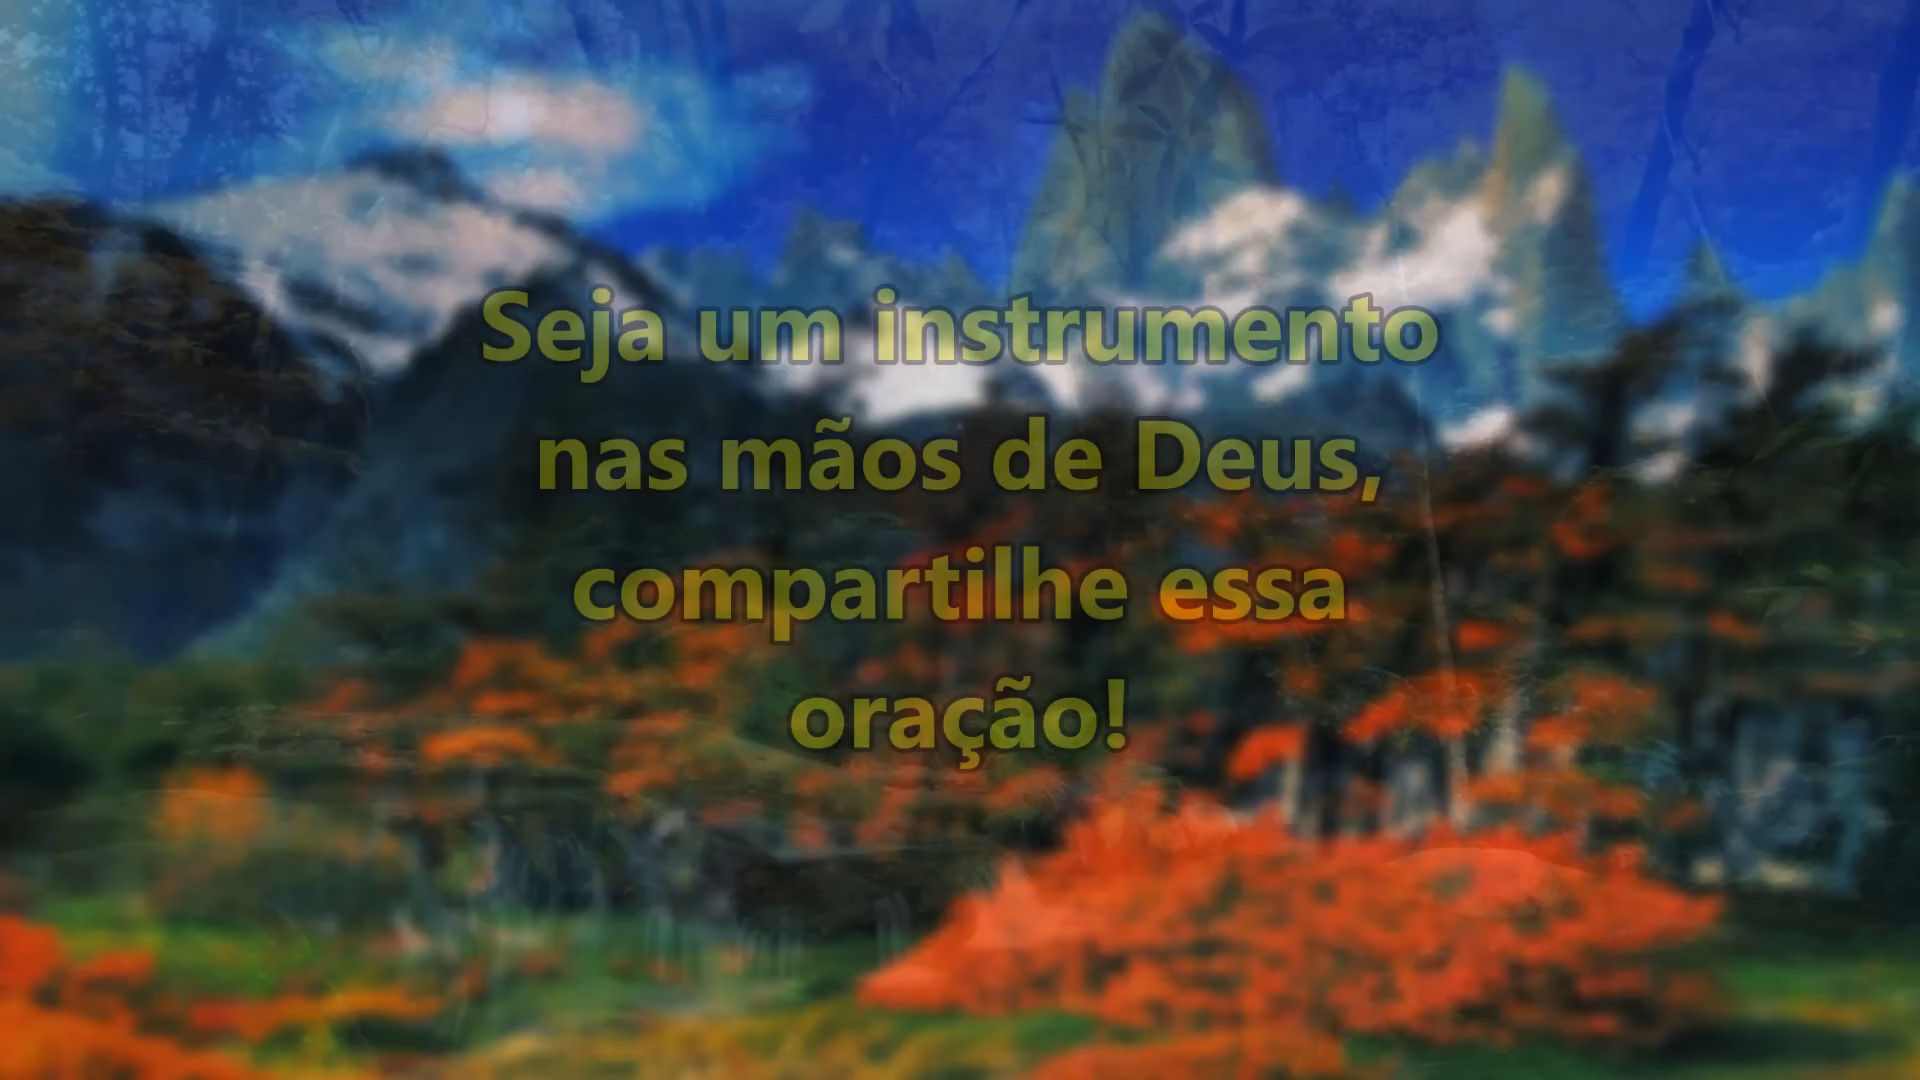 Seja um instrumento
nas mãos de Deus,
compartilhe essa
oração!